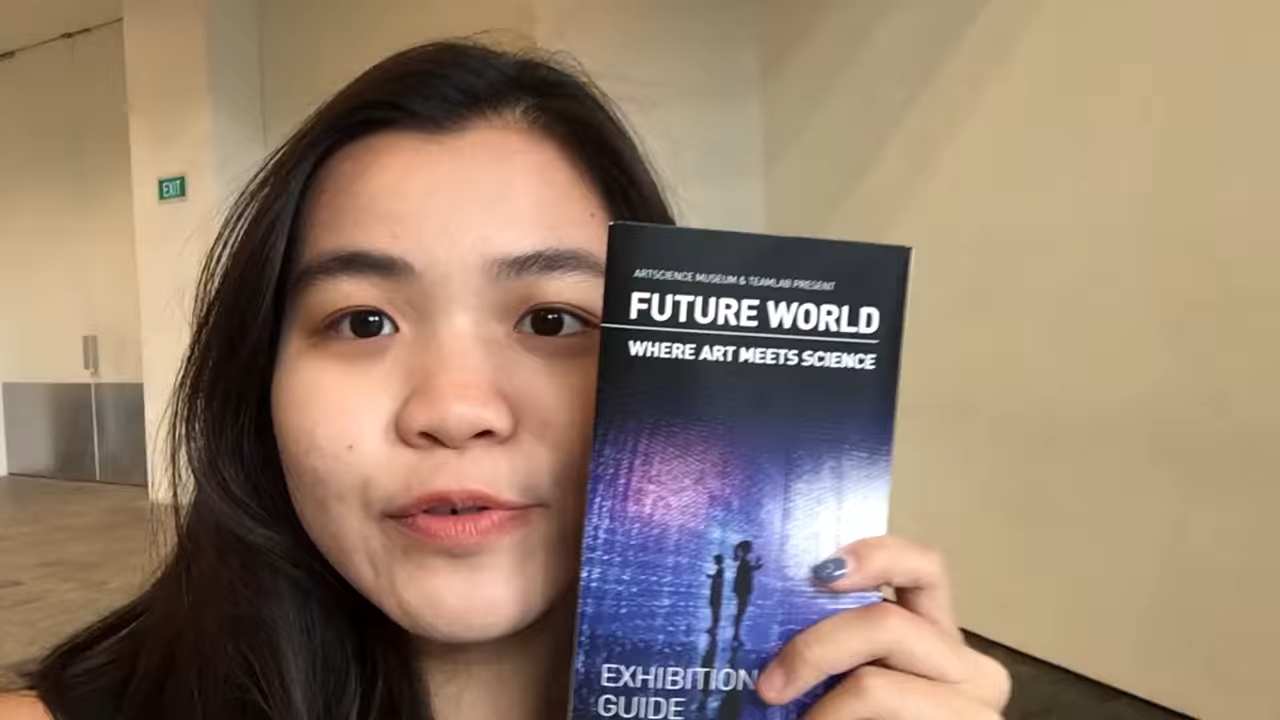 EXIT
ARTSCIENCE MUSEUM & TEAMLAB PRESENT
FUTURE WORLD
WHERE ART MEETS SCIENCE
EXHIBITION
GUIDE